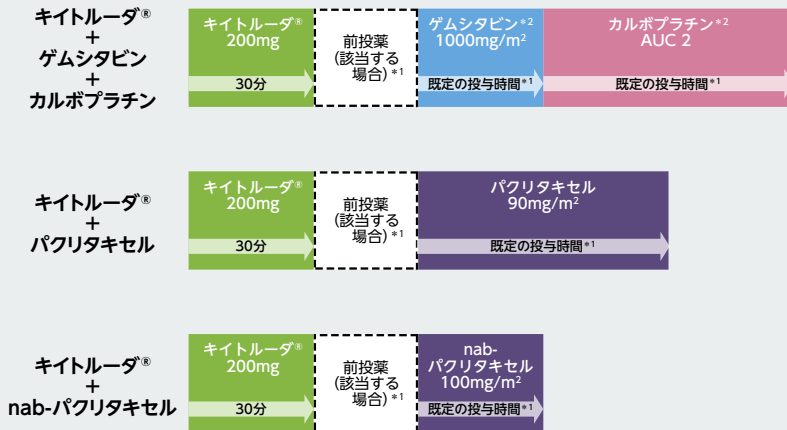 キイトルーダ®
+
ゲムシタビン
+
カルボプラチン
キイトルーダ®
200mg
30分
前投薬
(該当する
場合)*1
ゲムシタビン*2
1000mg/m²
既定の投与時間*1
カルボプラチン*2
AUC 2
既定の投与時間*1
キイトルーダ®
+
パクリタキセル
キイトルーダ®
200mg
30分
前投薬
(該当する
場合)*1
パクリタキセル
90mg/m²
既定の投与時間*1
キイトルーダ®
+
nab-パクリタキセル
キイトルーダ®
200mg
30分
前投薬
(該当する
場合)*1
nab-
パクリタキセル
100mg/m²
既定の投与時間*1